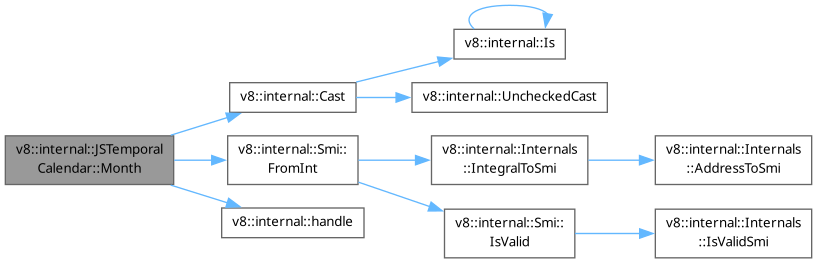 v8::internal::Is
v8::internal::Cast
v8::internal::UncheckedCast
v8::internal::JSTemporal
Calendar::Month
v8::internal::Smi::
FromInt
v8::internal::Internals
::IntegralToSmi
v8::internal::Internals
::AddressToSmi
v8::internal::handle
v8::internal::Smi::
IsValid
v8::internal::Internals
::IsValidSmi